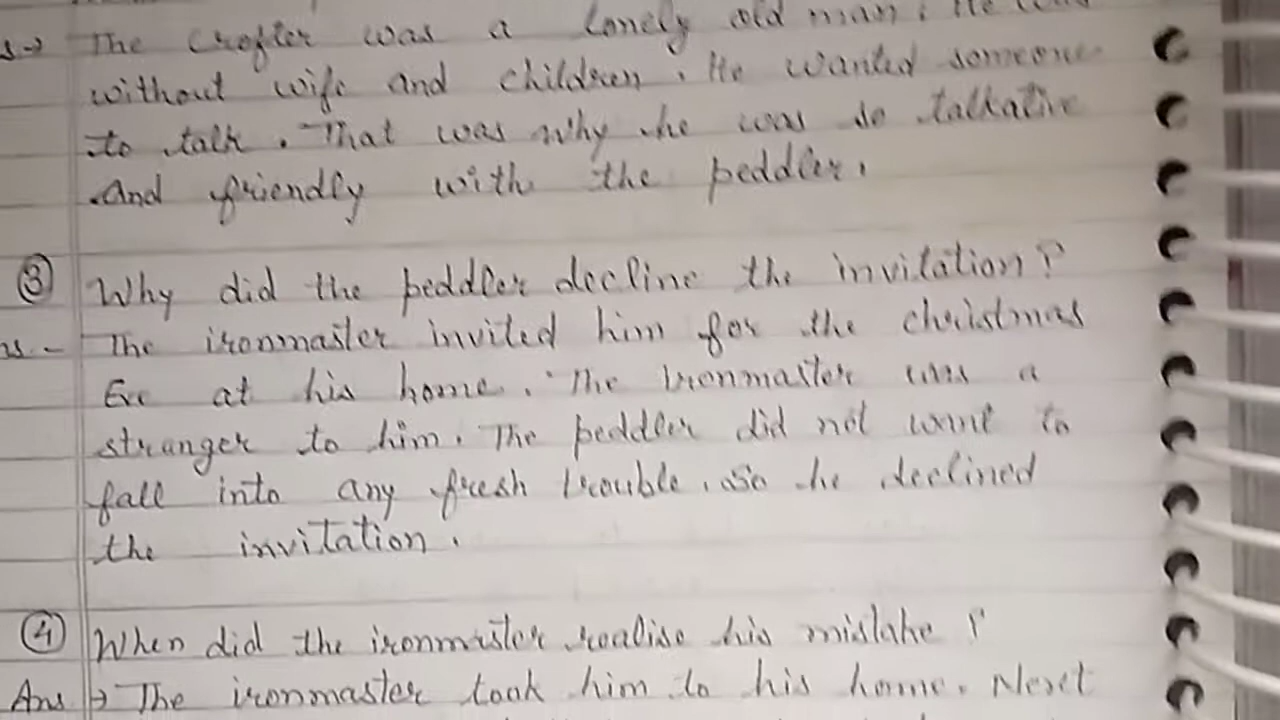 s→ The Crofter was a lonely old man. He
without wife and children. He wanted someone
to talk. That was why he was so talkative
And friendly with the peddler.
③ Why did the peddler decline the invitation?
ns.- The ironmaster invited him for the christmas
Eve at his home. The ironmaster was a
stranger to him. The peddler did not want to
fall into any fresh trouble. So he declined
the invitation.
④ When did the ironmaster realise his mistake?
Ans → The ironmaster took him to his home. Next